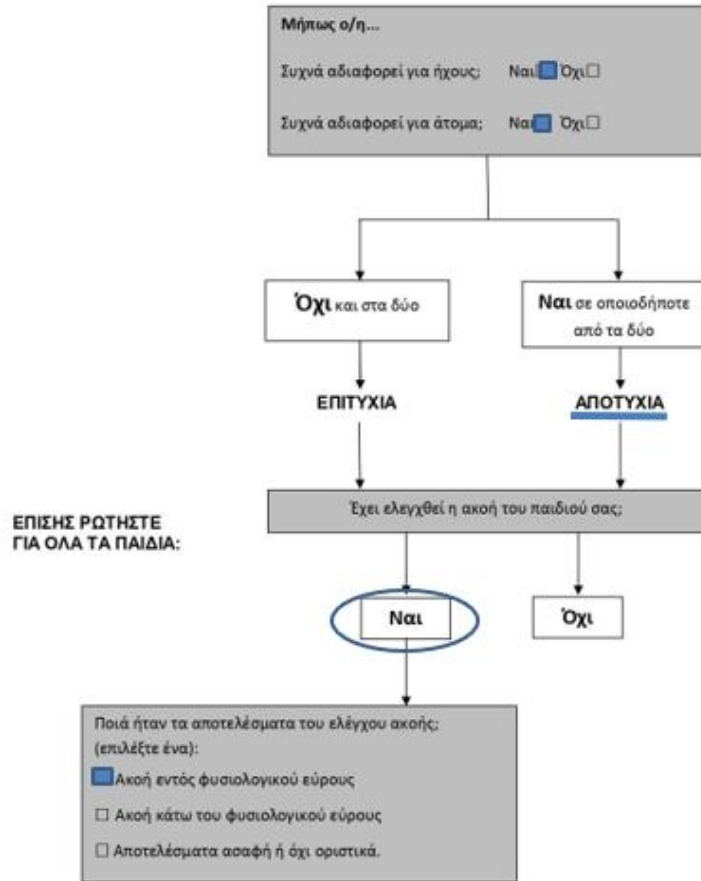 Μήπως ο/η...
Συχνά αδιαφορεί για ήχους; Ναι Όχι☐
Συχνά αδιαφορεί για άτομα; Ναι Όχι☐
Όχι και στα δύο
Ναι σε οποιοδήποτε
από τα δύο
ΕΠΙΤΥΧΙΑ
ΑΠΟΤΥΧΙΑ
Έχει ελεγχθεί η ακοή του παιδιού σας;
ΕΠΙΣΗΣ ΡΩΤΗΣΤΕ
ΓΙΑ ΟΛΑ ΤΑ ΠΑΙΔΙΑ:
Ναι
Όχι
Ποιά ήταν τα αποτελέσματα του ελέγχου ακοής;
(επιλέξτε ένα):
Ακοή εντός φυσιολογικού εύρους
☐ Ακοή κάτω του φυσιολογικού εύρους
☐ Αποτελέσματα ασαφή ή όχι οριστικά.